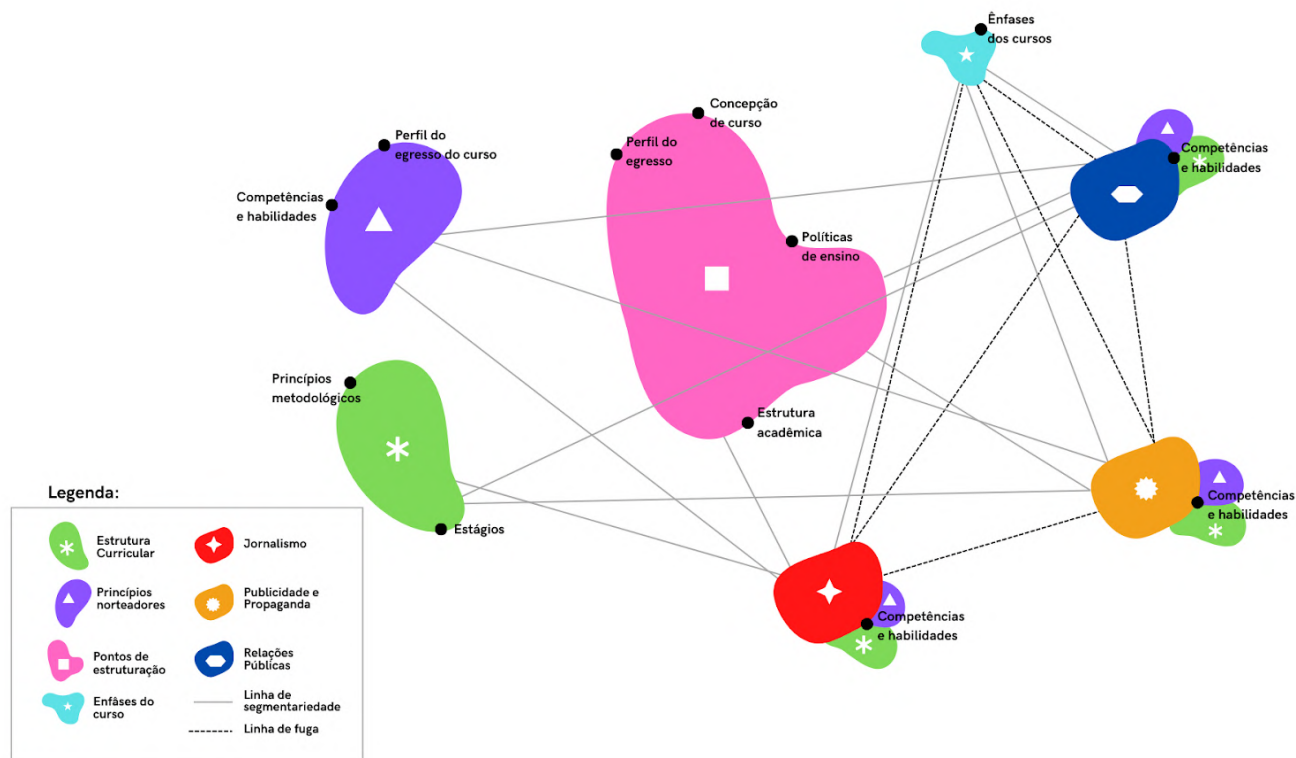 Ênfases
dos cursos
Concepção
de curso
Perfil do
egresso do curso
Perfil do
egresso
Competências
e habilidades
Competências
e habilidades
Políticas
de ensino
Princípios
metodológicos
Estrutura
acadêmica
Estágios
Competências
e habilidades
Competências
e habilidades
Legenda:
Estrutura
Curricular
Jornalismo
Princípios
norteadores
Publicidade e
Propaganda
Pontos de
estruturação
Relações
Públicas
Enfâses do
curso
Linha de
segmentariedade
Linha de fuga